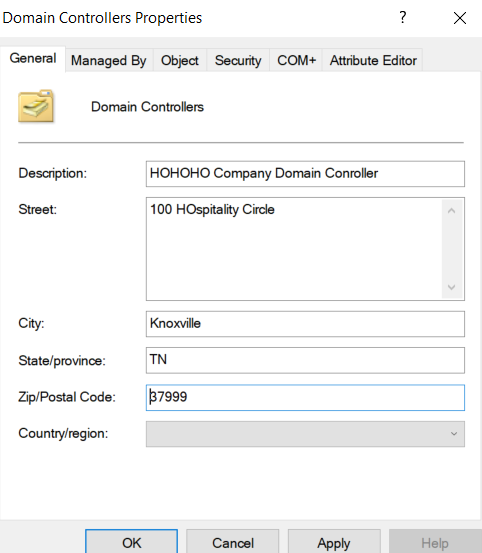 Domain Controllers Properties
?
General Managed By Object Security COM+ Attribute Editor
Domain Controllers
Description: HOHOHO Company Domain Conroller
Street: 100 HOspitality Circle
City: Knoxville
State/province: TN
Zip/Postal Code: 37999
Country/region:
OK Cancel Apply Help